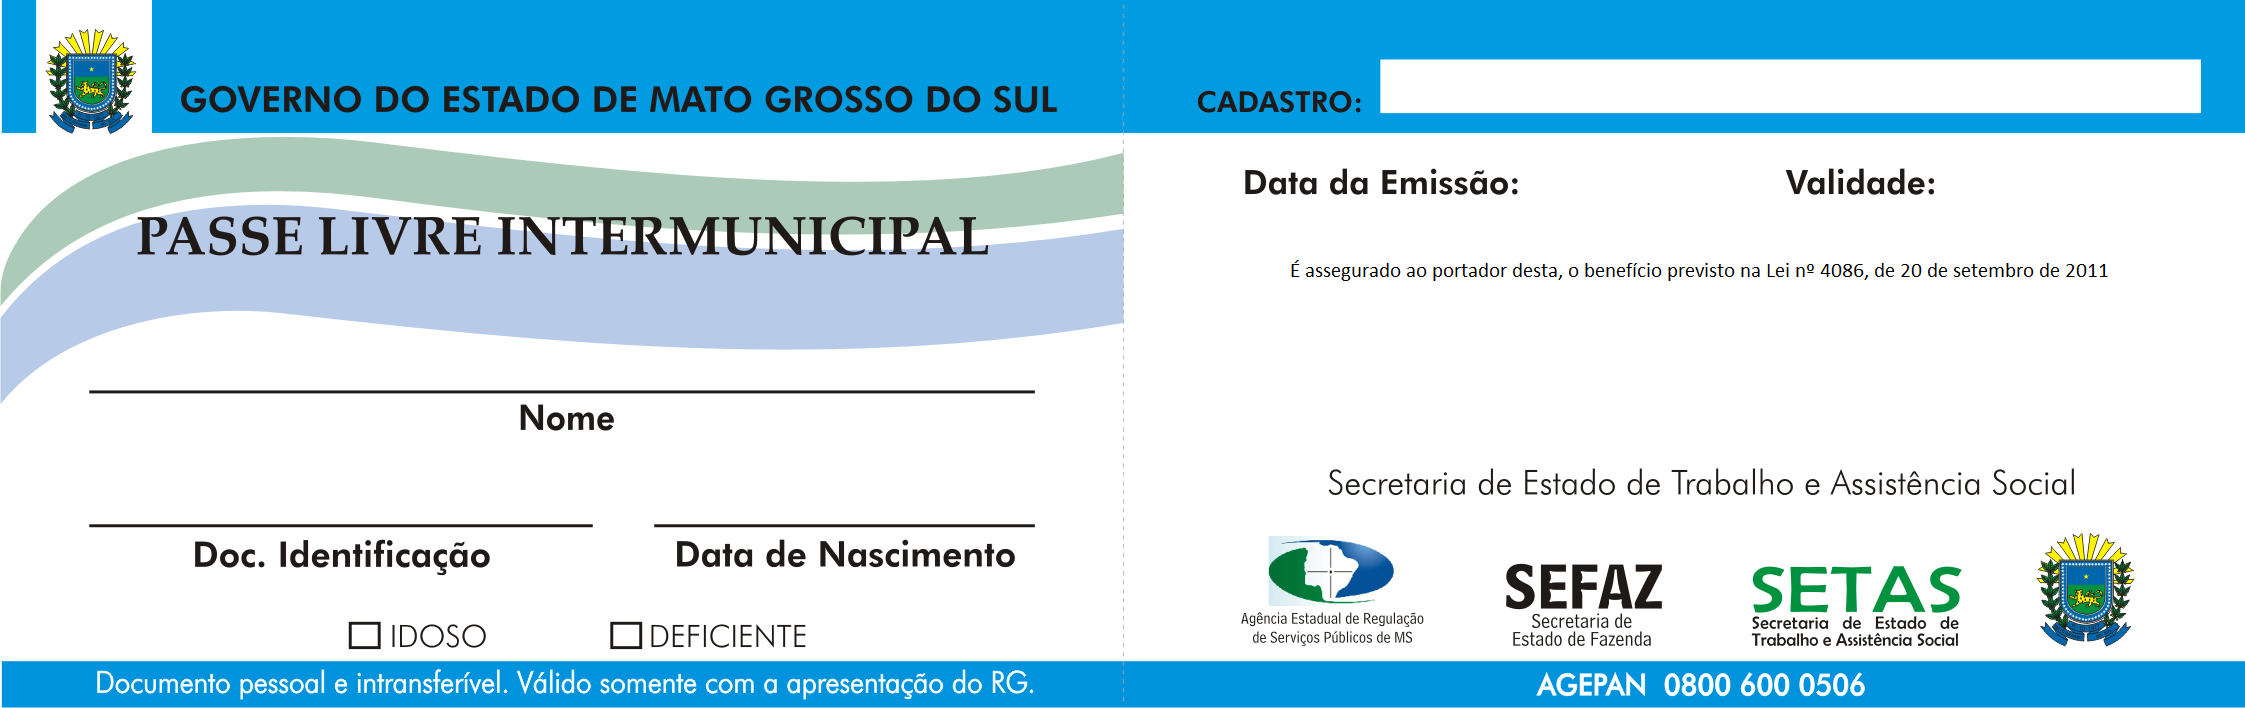 GOVERNO DO ESTADO DE MATO GROSSO DO SUL
PASSE LIVRE INTERMUNICIPAL
Nome
Doc. Identificação
Data de Nascimento
IDOSO
DEFICIENTE
Documento pessoal e intransferível. Válido somente com a apresentação do RG.
CADASTRO:
Data da Emissão:
Validade:
É assegurado ao portador desta, o benefício previsto na Lei nº 4086, de 20 de setembro de 2011
Secretaria de Estado de Trabalho e Assistência Social
Agência Estadual de Regulação
de Serviços Públicos de MS
SEFAZ
Secretaria de
Estado de Fazenda
SETAS
Secretaria de Estado de
Trabalho e Assistência Social
AGEPAN 0800 600 0506